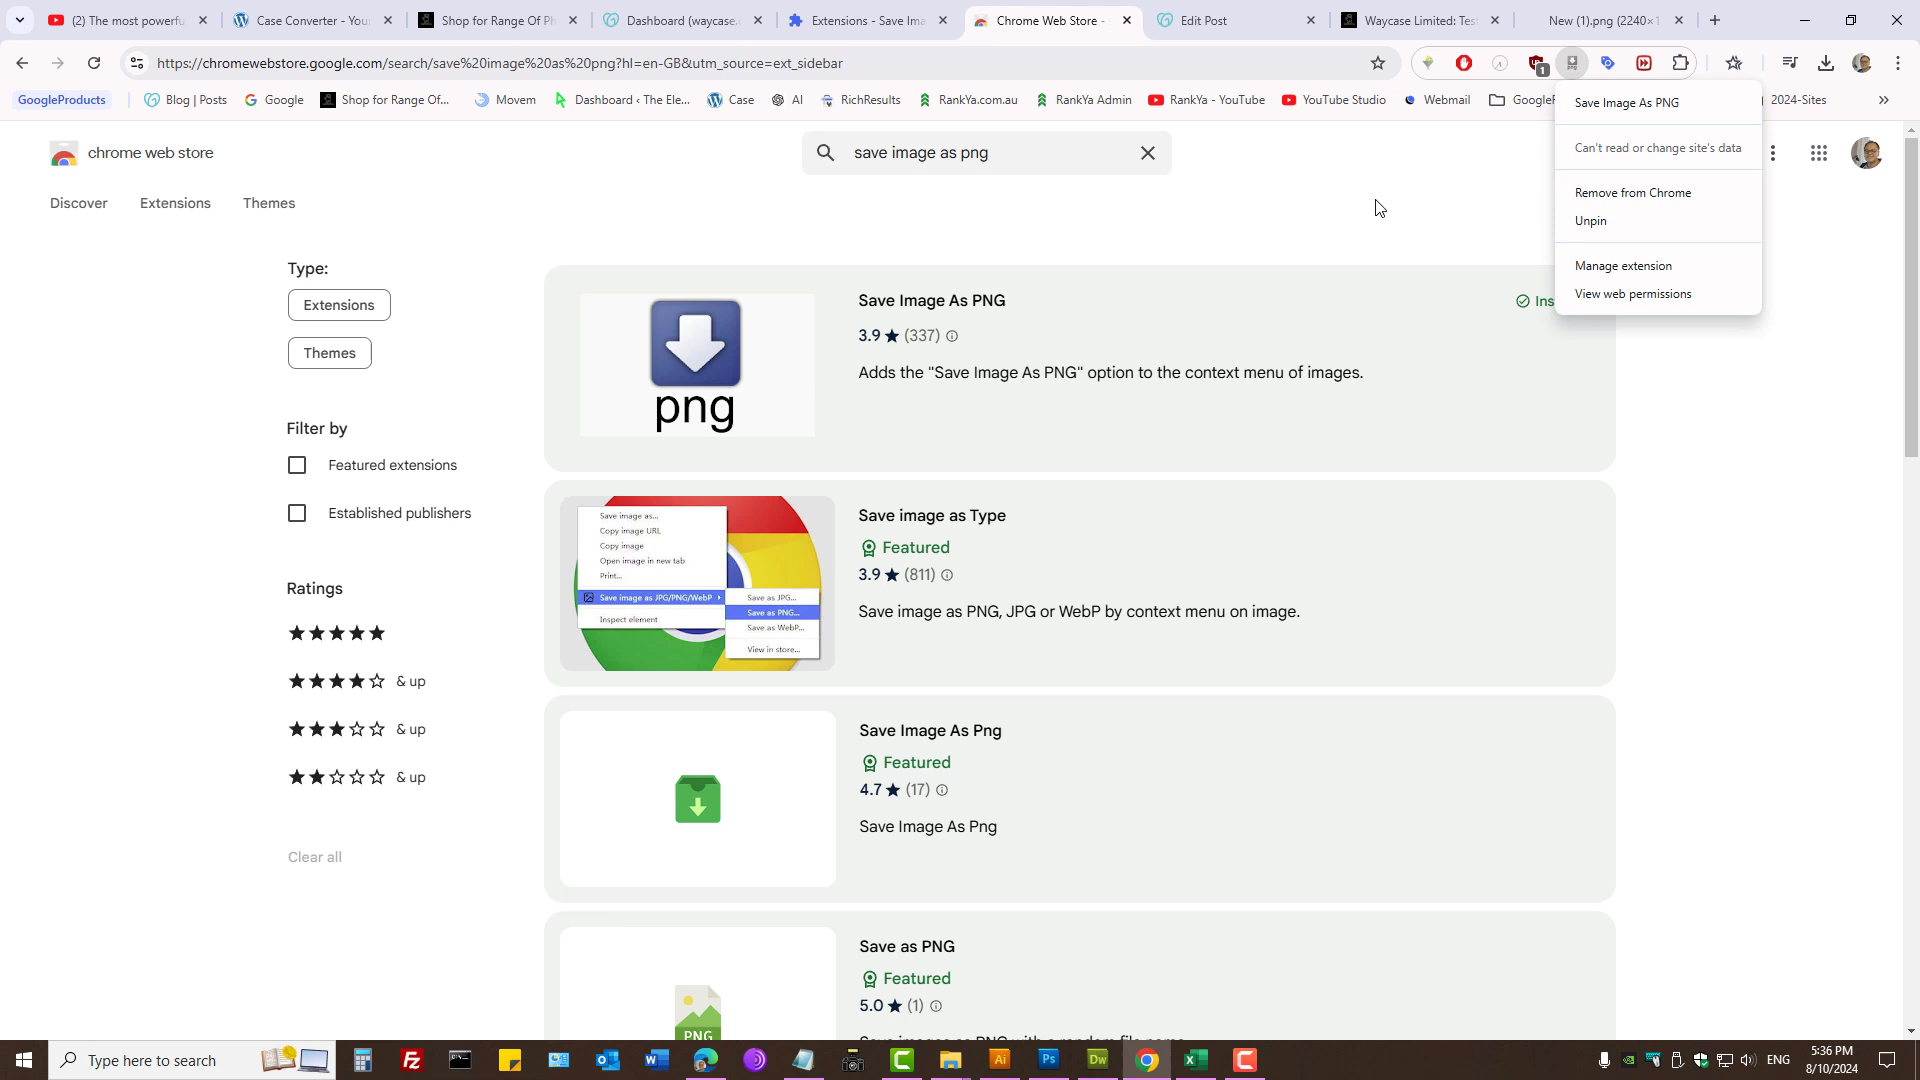 (2) The most powerfu
Case Converter - You
Shop for Range Of Ph
Dashboard (waycase.
Extensions - Save Ima
Chrome Web Store -
Edit Post
Waycase Limited: Tes
New (1).png (2240×1
https://chromewebstore.google.com/search/save%20image%20as%20png?hl=en-GB&utm_source=ext_sidebar
1
GoogleProducts
Blog | Posts
Google
Shop for Range Of...
Movem
Dashboard ‹ The Ele...
Case
AI
RichResults
RankYa.com.au
RankYa Admin
RankYa - YouTube
YouTube Studio
Webmail
GoogleF
2024-Sites
Save Image As PNG
Can't read or change site's data
Remove from Chrome
Unpin
Manage extension
View web permissions
chrome web store
save image as png
Discover
Extensions
Themes
Type:
Extensions
Themes
Filter by
Featured extensions
Established publishers
Ratings
& up
& up
& up
Clear all
png
Save Image As PNG
Ins
3.9 ★ (337)
Adds the "Save Image As PNG" option to the context menu of images.
Save image as...
Copy image URL
Copy image
Open image in new tab
Print...
Save image as JPG/PNG/WebP
Inspect element
Save as JPG...
Save as PNG...
Save as WebP...
View in store...
Save image as Type
Featured
3.9 ★ (811)
Save image as PNG, JPG or WebP by context menu on image.
Save Image As Png
Featured
4.7 ★ (17)
Save Image As Png
PNG
Save as PNG
Featured
5.0 ★ (1)
Type here to search
ENG
5:36 PM
8/10/2024